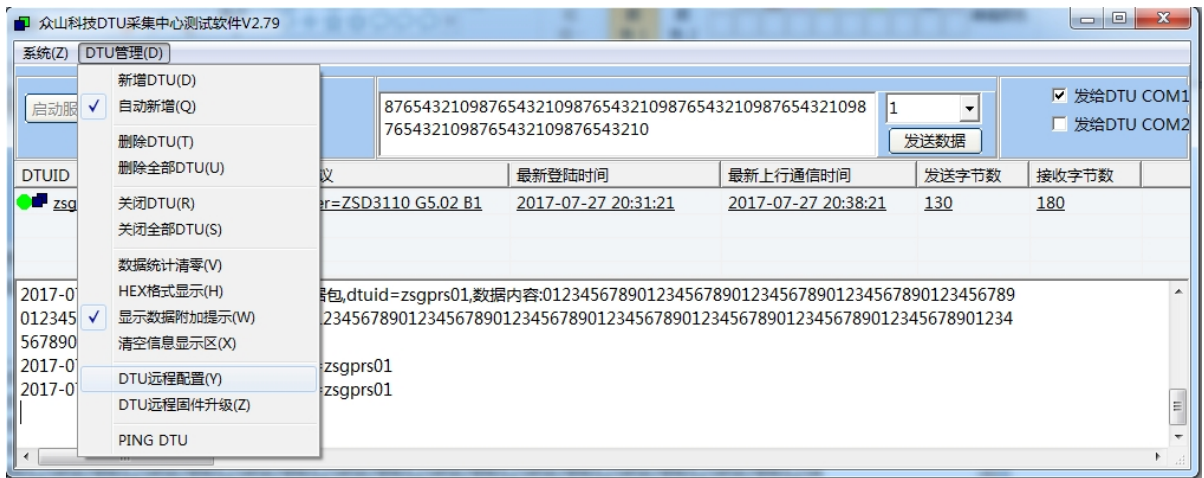 众山科技DTU采集中心测试软件V2.79
系统(Z) DTU管理(D)
新增DTU(D)
自动新增(Q)
删除DTU(T)
删除全部DTU(U)
关闭DTU(R)
关闭全部DTU(S)
数据统计清零(V)
HEX格式显示(H)
显示数据附加提示(W)
清空信息显示区(X)
DTU远程配置(Y)
DTU远程固件升级(Z)
PING DTU
启动服
87654321098765432109876543210987654321098765432109​8
76543210987654321098765432​10
1
发送数据
发给DTU COM1
发给DTU COM2
DTUID 议 最新登陆时间 最新上行通信时间 发送字节数 接收字节数
zsg er=ZSD3110 G5.02 B1 2017-07-27 20:31:21 2017-07-27 20:38:21 130 180
2017-0 据包,dtuid=zsgprs01,数据内容:01234567890123456789012345678901234567890123456789
012345 12345678901234567890123456789012345678901234567890123456789012345678901234
567890
2017-0 =zsgprs01
2017-0 =zsgprs01